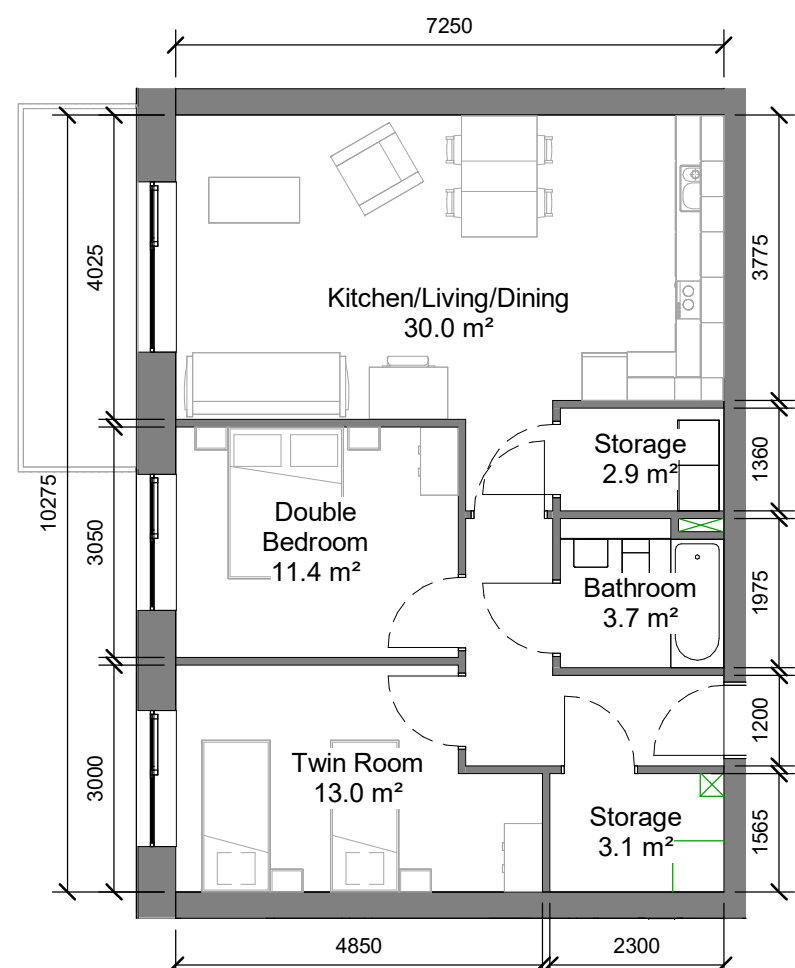 7250
4025
3775
Kitchen/Living/Dining
30.0 m²
Storage
2.9 m²
1360
10275
3050
Double
Bedroom
11.4 m²
Bathroom
3.7 m²
1975
1200
3000
Twin Room
13.0 m²
Storage
3.1 m²
1565
4850
2300